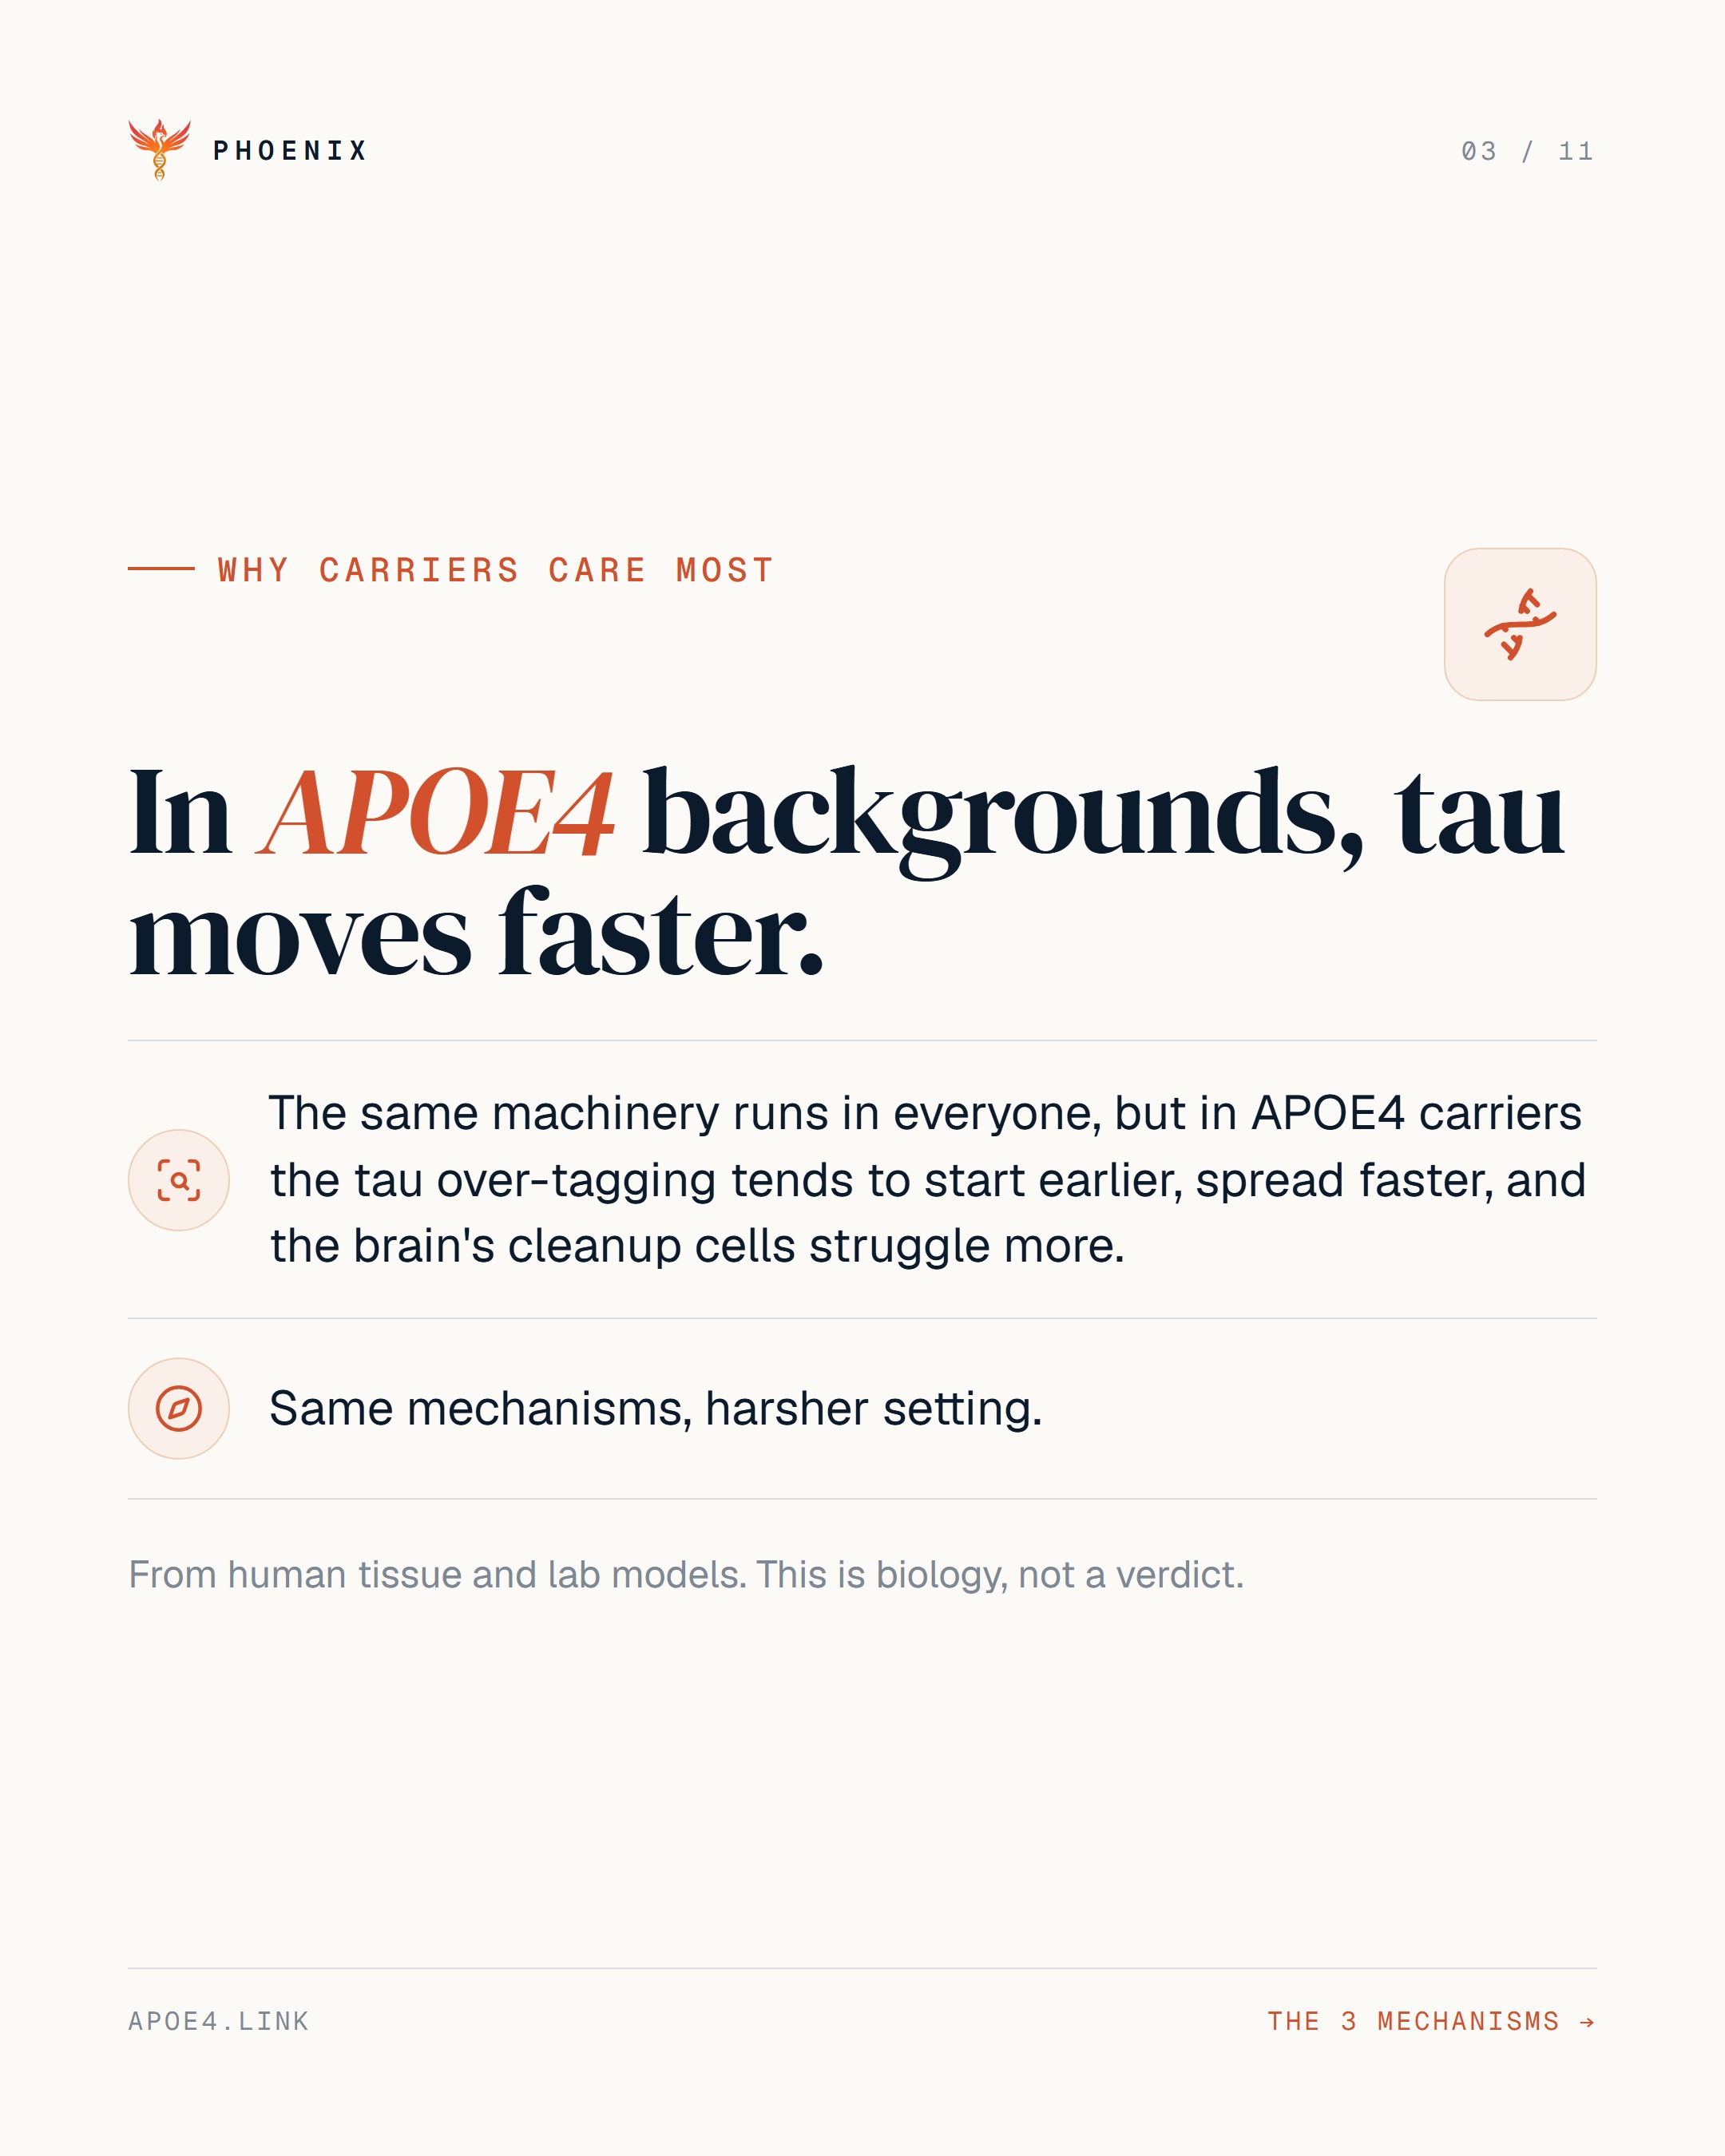 PHOENIX
03 / 11
WHY CARRIERS CARE MOST
In APOE4 backgrounds, tau
moves faster.
The same machinery runs in everyone, but in APOE4 carriers
the tau over-tagging tends to start earlier, spread faster, and
the brain's cleanup cells struggle more.
Same mechanisms, harsher setting.
From human tissue and lab models. This is biology, not a verdict.
APOE4.LINK
THE 3 MECHANISMS →